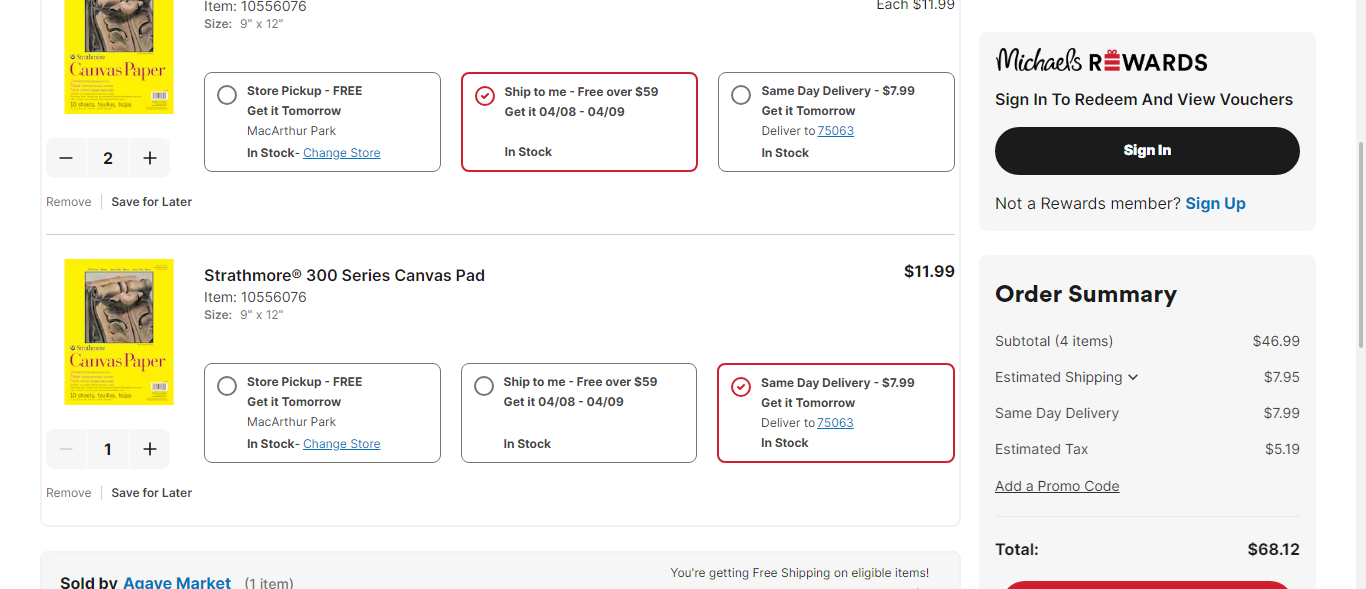 Item: 10556076
Each $11.99
Size: 9" x 12"
Strathmore
Canvas Paper
10 sheets, feuilles, hojas
Store Pickup - FREE
Get it Tomorrow
MacArthur Park
In Stock- Change Store
Ship to me - Free over $59
Get it 04/08 - 04/09
In Stock
Same Day Delivery - $7.99
Get it Tomorrow
Deliver to 75063
In Stock
2
Remove
Save for Later
Strathmore® 300 Series Canvas Pad
$11.99
Item: 10556076
Size: 9" x 12"
Strathmore
Canvas Paper
10 sheets, feuilles, hojas
Store Pickup - FREE
Get it Tomorrow
MacArthur Park
In Stock- Change Store
Ship to me - Free over $59
Get it 04/08 - 04/09
In Stock
Same Day Delivery - $7.99
Get it Tomorrow
Deliver to 75063
In Stock
1
Remove
Save for Later
Sold by Agave Market (1 item)
You're getting Free Shipping on eligible items!
Michaels REWARDS
Sign In To Redeem And View Vouchers
Sign In
Not a Rewards member? Sign Up
Order Summary
Subtotal (4 items) $46.99
Estimated Shipping $7.95
Same Day Delivery $7.99
Estimated Tax $5.19
Add a Promo Code
Total: $68.12